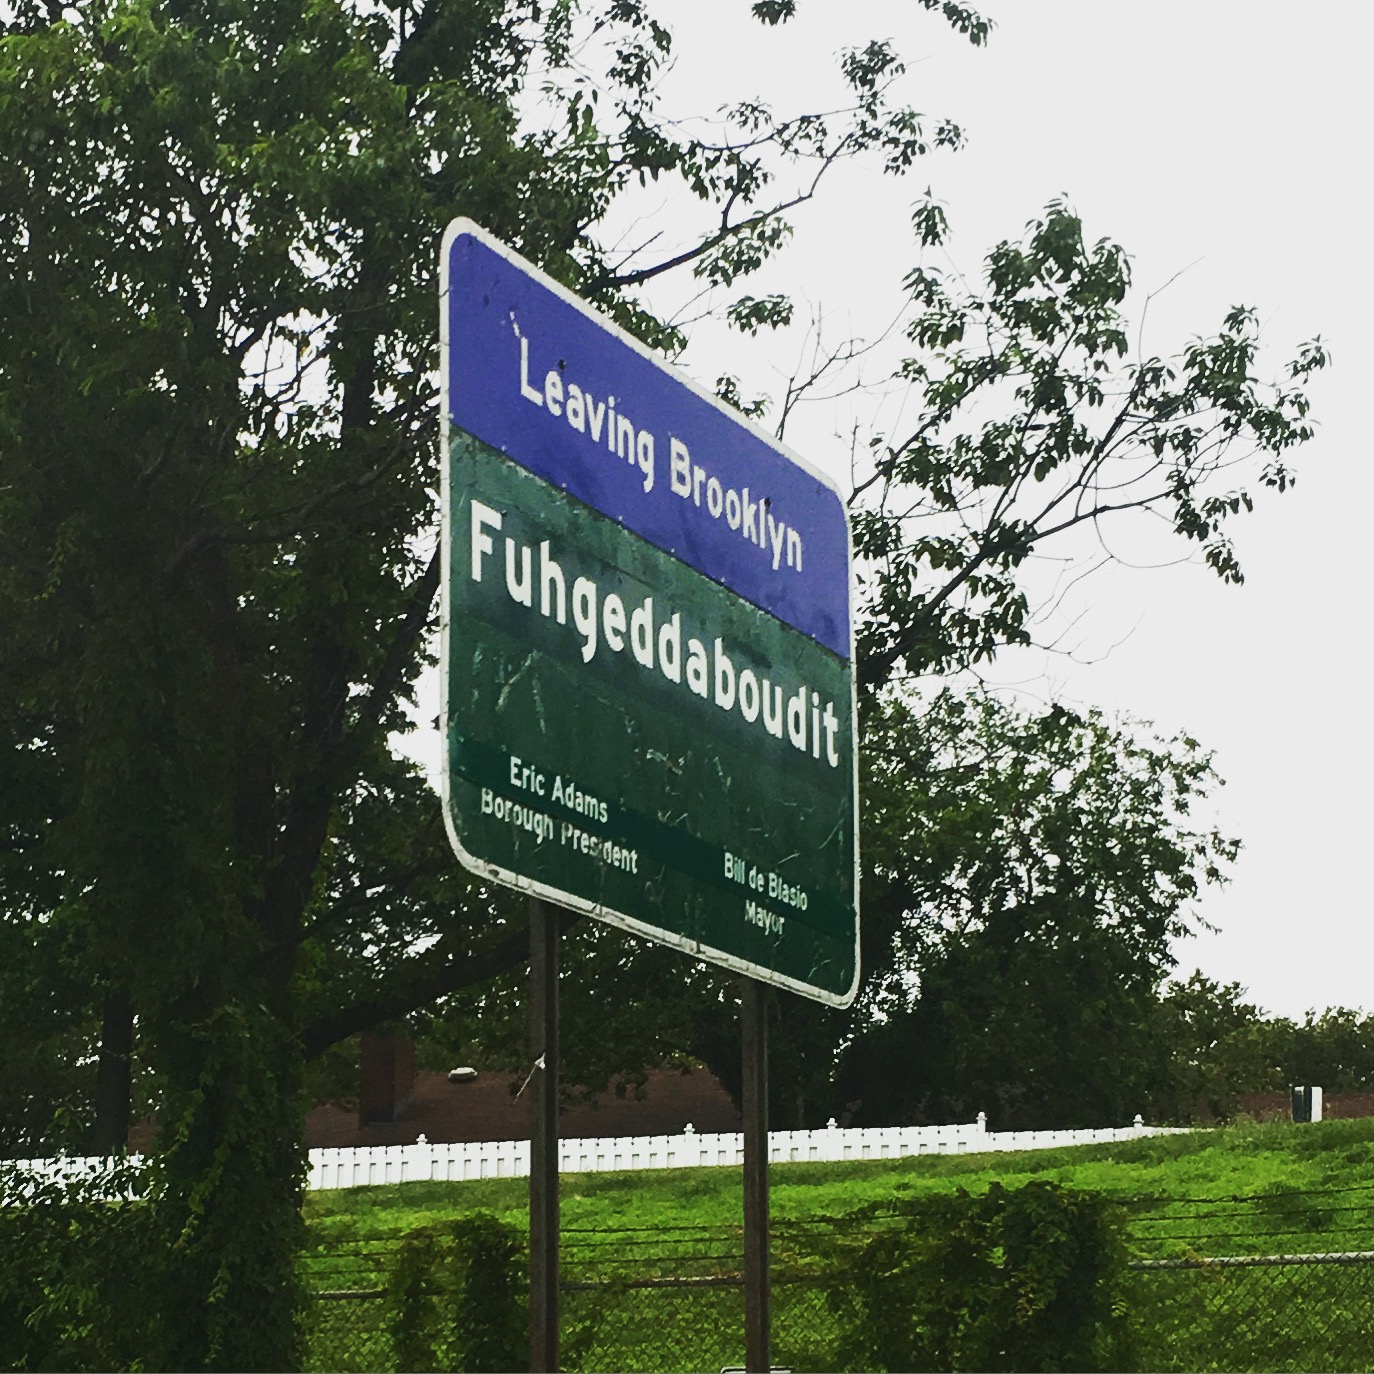 Leaving Brooklyn
Fuhgeddaboudit
Eric Adams
Borough President
Bill de Blasio
Mayor